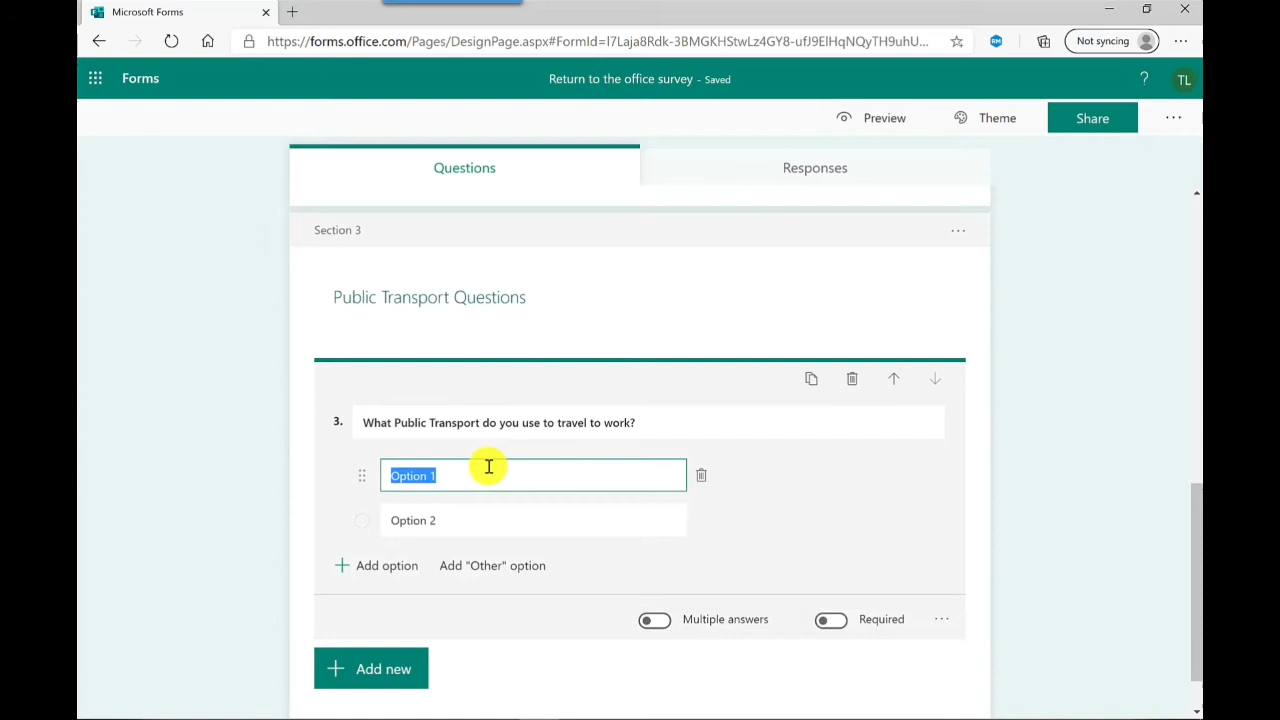 Microsoft Forms
https://forms.office.com/Pages/DesignPage.aspx#FormId=l7Laja8Rdk-3BMGKHStwLz4GY8-ufJ9ElHqNQyTH9uhU...
RM
Not syncing
Forms
Return to the office survey - Saved
?
TL
Preview
Theme
Share
Questions
Responses
Section 3
Public Transport Questions
3. What Public Transport do you use to travel to work?
Option 1
Option 2
Add option
Add "Other" option
Multiple answers
Required
Add new